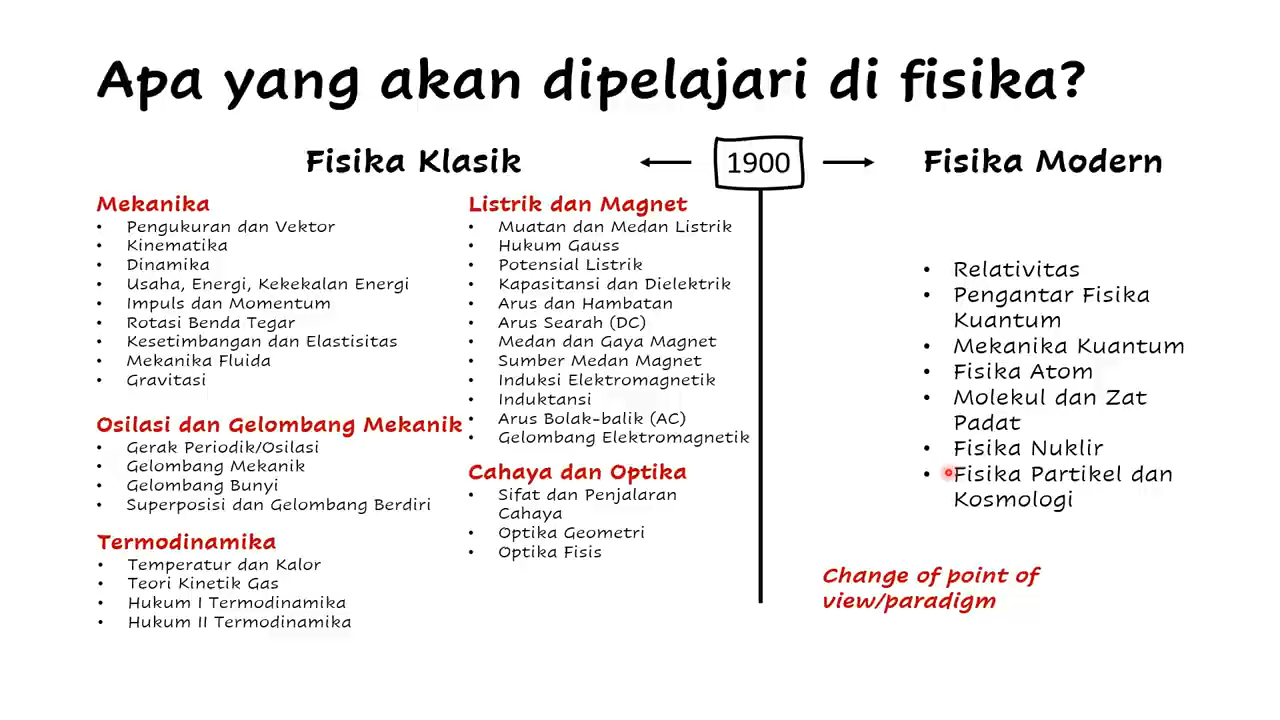 Apa yang akan dipelajari di fisika?
Fisika Klasik
1900
Fisika Modern
Mekanika
• Pengukuran dan Vektor
• Kinematika
• Dinamika
• Usaha, Energi, Kekekalan Energi
• Impuls dan Momentum
• Rotasi Benda Tegar
• Kesetimbangan dan Elastisitas
• Mekanika Fluida
• Gravitasi
Osilasi dan Gelombang Mekanik
• Gerak Periodik/Osilasi
• Gelombang Mekanik
• Gelombang Bunyi
• Superposisi dan Gelombang Berdiri
Termodinamika
• Temperatur dan Kalor
• Teori Kinetik Gas
• Hukum I Termodinamika
• Hukum II Termodinamika
Listrik dan Magnet
• Muatan dan Medan Listrik
• Hukum Gauss
• Potensial Listrik
• Kapasitansi dan Dielektrik
• Arus dan Hambatan
• Arus Searah (DC)
• Medan dan Gaya Magnet
• Sumber Medan Magnet
• Induksi Elektromagnetik
• Induktansi
• Arus Bolak-balik (AC)
• Gelombang Elektromagnetik
Cahaya dan Optika
• Sifat dan Penjalaran
Cahaya
• Optika Geometri
• Optika Fisis
• Relativitas
• Pengantar Fisika
Kuantum
• Mekanika Kuantum
• Fisika Atom
• Molekul dan Zat
Padat
• Fisika Nuklir
• Fisika Partikel dan
Kosmologi
Change of point of
view/paradigm